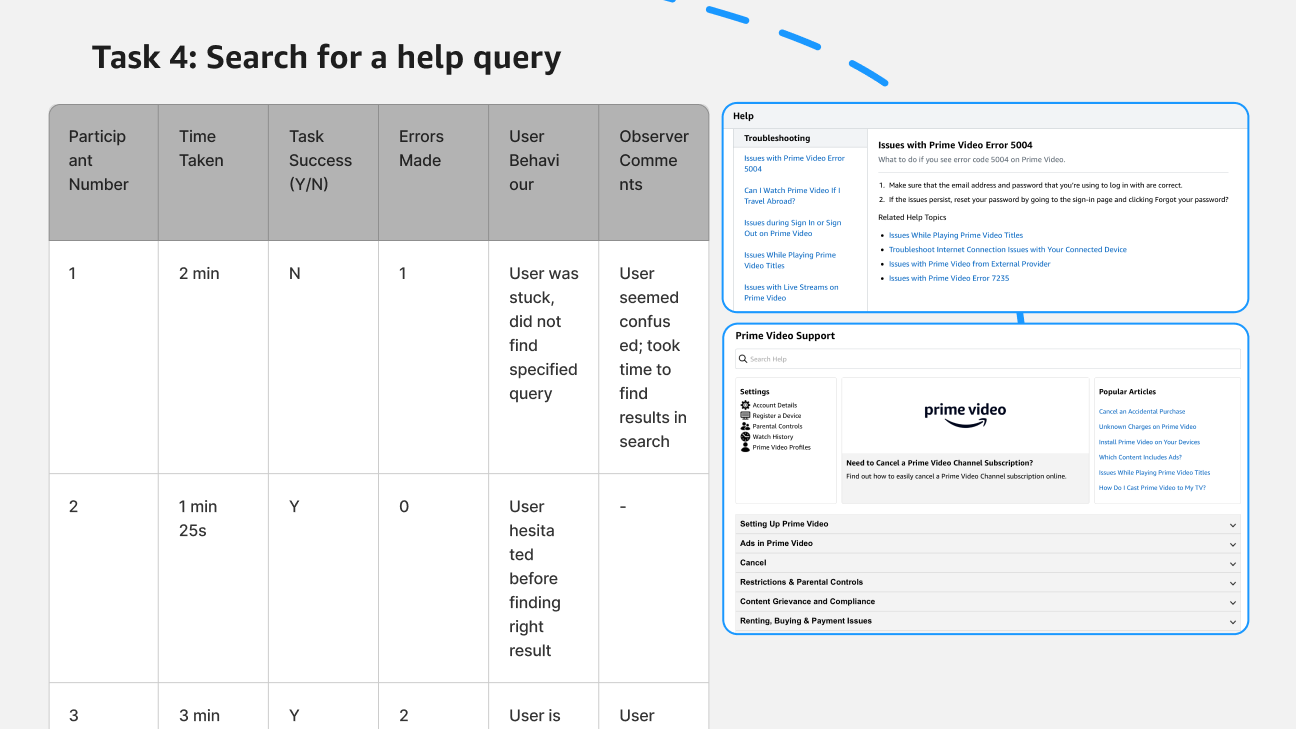 Task 4: Search for a help query
Particip
ant
Number
Time
Taken
Task
Success
(Y/N)
Errors
Made
User
Behavi
our
Observer
Comme
nts
1
2 min
N
1
User was
stuck,
did not
find
specified
query
User
seemed
confus
ed; took
time to
find
results in
search
2
1 min
25s
Y
0
User
hesita
ted
before
finding
right
result
-
3
3 min
Y
2
User is
User
Help
Troubleshooting
Issues with Prime Video Error
5004
Can I Watch Prime Video If I
Travel Abroad?
Issues during Sign In or Sign
Out on Prime Video
Issues While Playing Prime
Video Titles
Issues with Live Streams on
Prime Video
Issues with Prime Video Error 5004
What to do if you see error code 5004 on Prime Video.
1. Make sure that the email address and password that you're using to log in with are correct.
2. If the issues persist, reset your password by going to the sign-in page and clicking Forgot your password?
Related Help Topics
• Issues While Playing Prime Video Titles
• Troubleshoot Internet Connection Issues with Your Connected Device
• Issues with Prime Video from External Provider
• Issues with Prime Video Error 7235
Prime Video Support
Search Help
Settings
Account Details
Register a Device
Parental Controls
Watch History
Prime Video Profiles
prime video
Need to Cancel a Prime Video Channel Subscription?
Find out how to easily cancel a Prime Video Channel subscription online.
Popular Articles
Cancel an Accidental Purchase
Unknown Charges on Prime Video
Install Prime Video on Your Devices
Which Content Includes Ads?
Issues While Playing Prime Video Titles
How Do I Cast Prime Video to My TV?
Setting Up Prime Video
Ads in Prime Video
Cancel
Restrictions & Parental Controls
Content Grievance and Compliance
Renting, Buying & Payment Issues